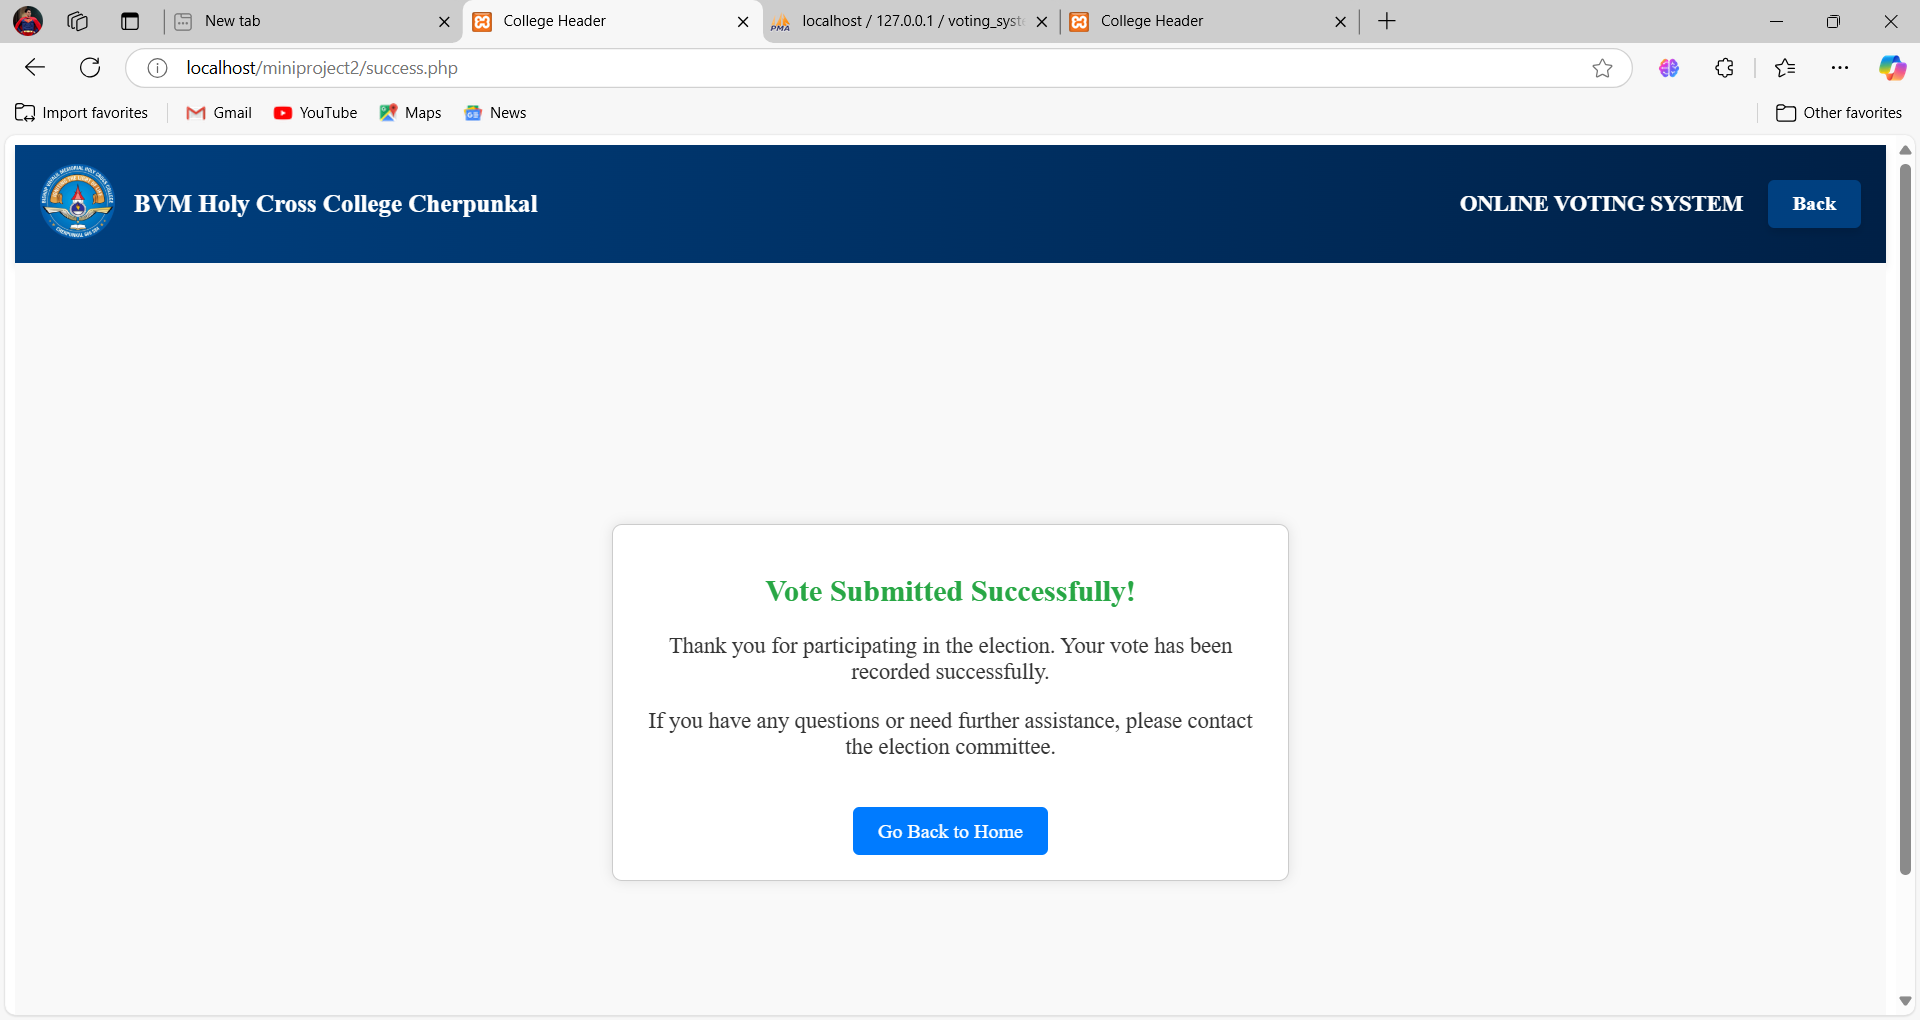 New tab
College Header
localhost / 127.0.0.1 / voting_syst
College Header
localhost/miniproject2/success.php
Import favorites
Gmail
YouTube
Maps
News
Other favorites
BVM Holy Cross College Cherpunkal
ONLINE VOTING SYSTEM
Back
Vote Submitted Successfully!
Thank you for participating in the election. Your vote has been
recorded successfully.
If you have any questions or need further assistance, please contact
the election committee.
Go Back to Home